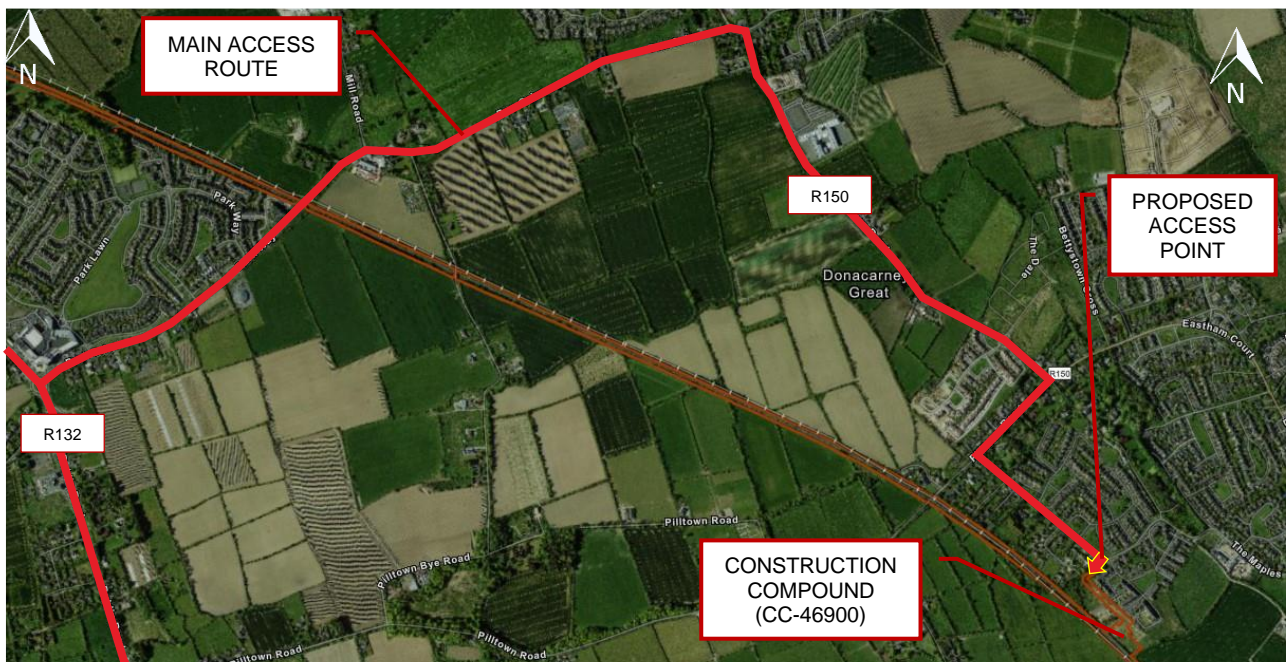 MAIN ACCESS
ROUTE
N
N
Mill Road
R150
PROPOSED
ACCESS
POINT
Park Way
Park Lawn
Donacarney
Great
The Dale
Bettystown Cross
Eastham Court
R150
R132
Pilltown Road
Pilltown Bye Road
CONSTRUCTION
COMPOUND
(CC-46900)
The Maples
Pilltown Road
Pilltown Road